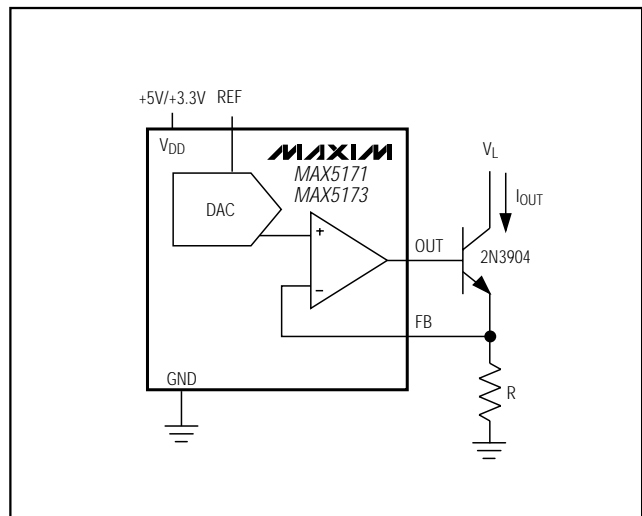 +5V/+3.3V REF
VDD
MAXIM
MAX5171
MAX5173
VL
IOUT
DAC
+
OUT
2N3904
−
FB
GND
R